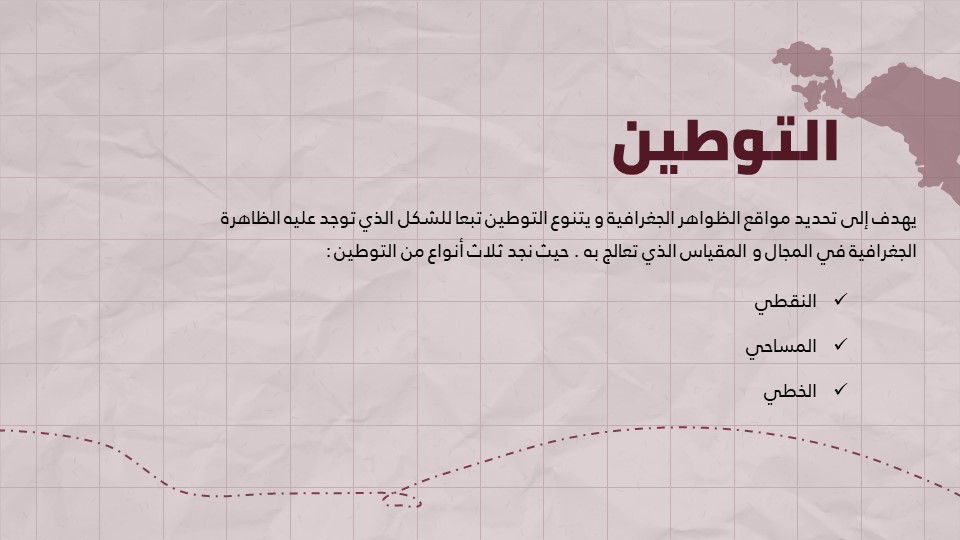 التوطين
يهدف إلى تحديد مواقع الظواهر الجغرافية و يتنوع التوطين تبعا للشكل الذي توجد عليه الظاهرة
الجغرافية في المجال و المقياس الذي تعالج به . حيث نجد ثلاث أنواع من التوطين :
✓ النقطي
✓ المساحي
✓ الخطي